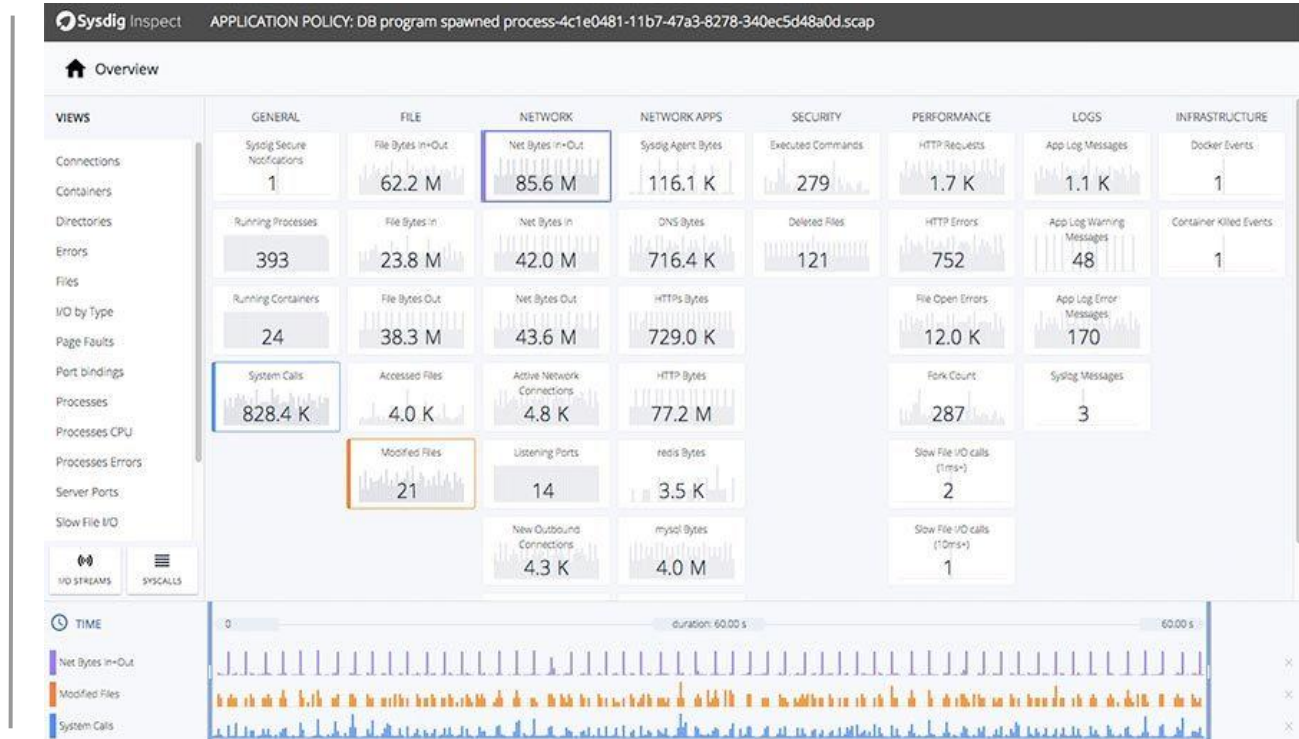 Sysdig Inspect
APPLICATION POLICY: DB program spawned process-4c1e0481-11b7-47a3-8278-340ec5d48a0d.scap
Overview
VIEWS
Connections
Containers
Directories
Errors
Files
I/O by Type
Page Faults
Port bindings
Processes
Processes CPU
Processes Errors
Server Ports
Slow File I/O
I/O STREAMS
SYSCALLS
GENERAL
Sysdig Secure
Notifications
1
Running Processes
393
Running Containers
24
System Calls
828.4 K
FILE
File Bytes In+Out
62.2 M
File Bytes In
23.8 M
File Bytes Out
38.3 M
Accessed Files
4.0 K
Modified Files
21
NETWORK
Net Bytes In+Out
85.6 M
Net Bytes In
42.0 M
Net Bytes Out
43.6 M
Active Network
Connections
4.8 K
Listening Ports
14
New Outbound
Connections
4.3 K
NETWORK APPS
Sysdig Agent Bytes
116.1 K
DNS Bytes
716.4 K
HTTPs Bytes
729.0 K
HTTP Bytes
77.2 M
redis Bytes
3.5 K
mysql Bytes
4.0 M
SECURITY
Executed Commands
279
Deleted Files
121
PERFORMANCE
HTTP Requests
1.7 K
HTTP Errors
752
File Open Errors
12.0 K
Fork Count
287
Slow File I/O calls
(1ms+)
2
Slow File I/O calls
(10ms+)
1
LOGS
App Log Messages
1.1 K
App Log Warning
Messages
48
App Log Error
Messages
170
Syslog Messages
3
INFRASTRUCTURE
Docker Events
1
Container Killed Events
1
TIME
0
duration: 60.00 s
60.00 s
Net Bytes In+Out
Modified Files
System Calls